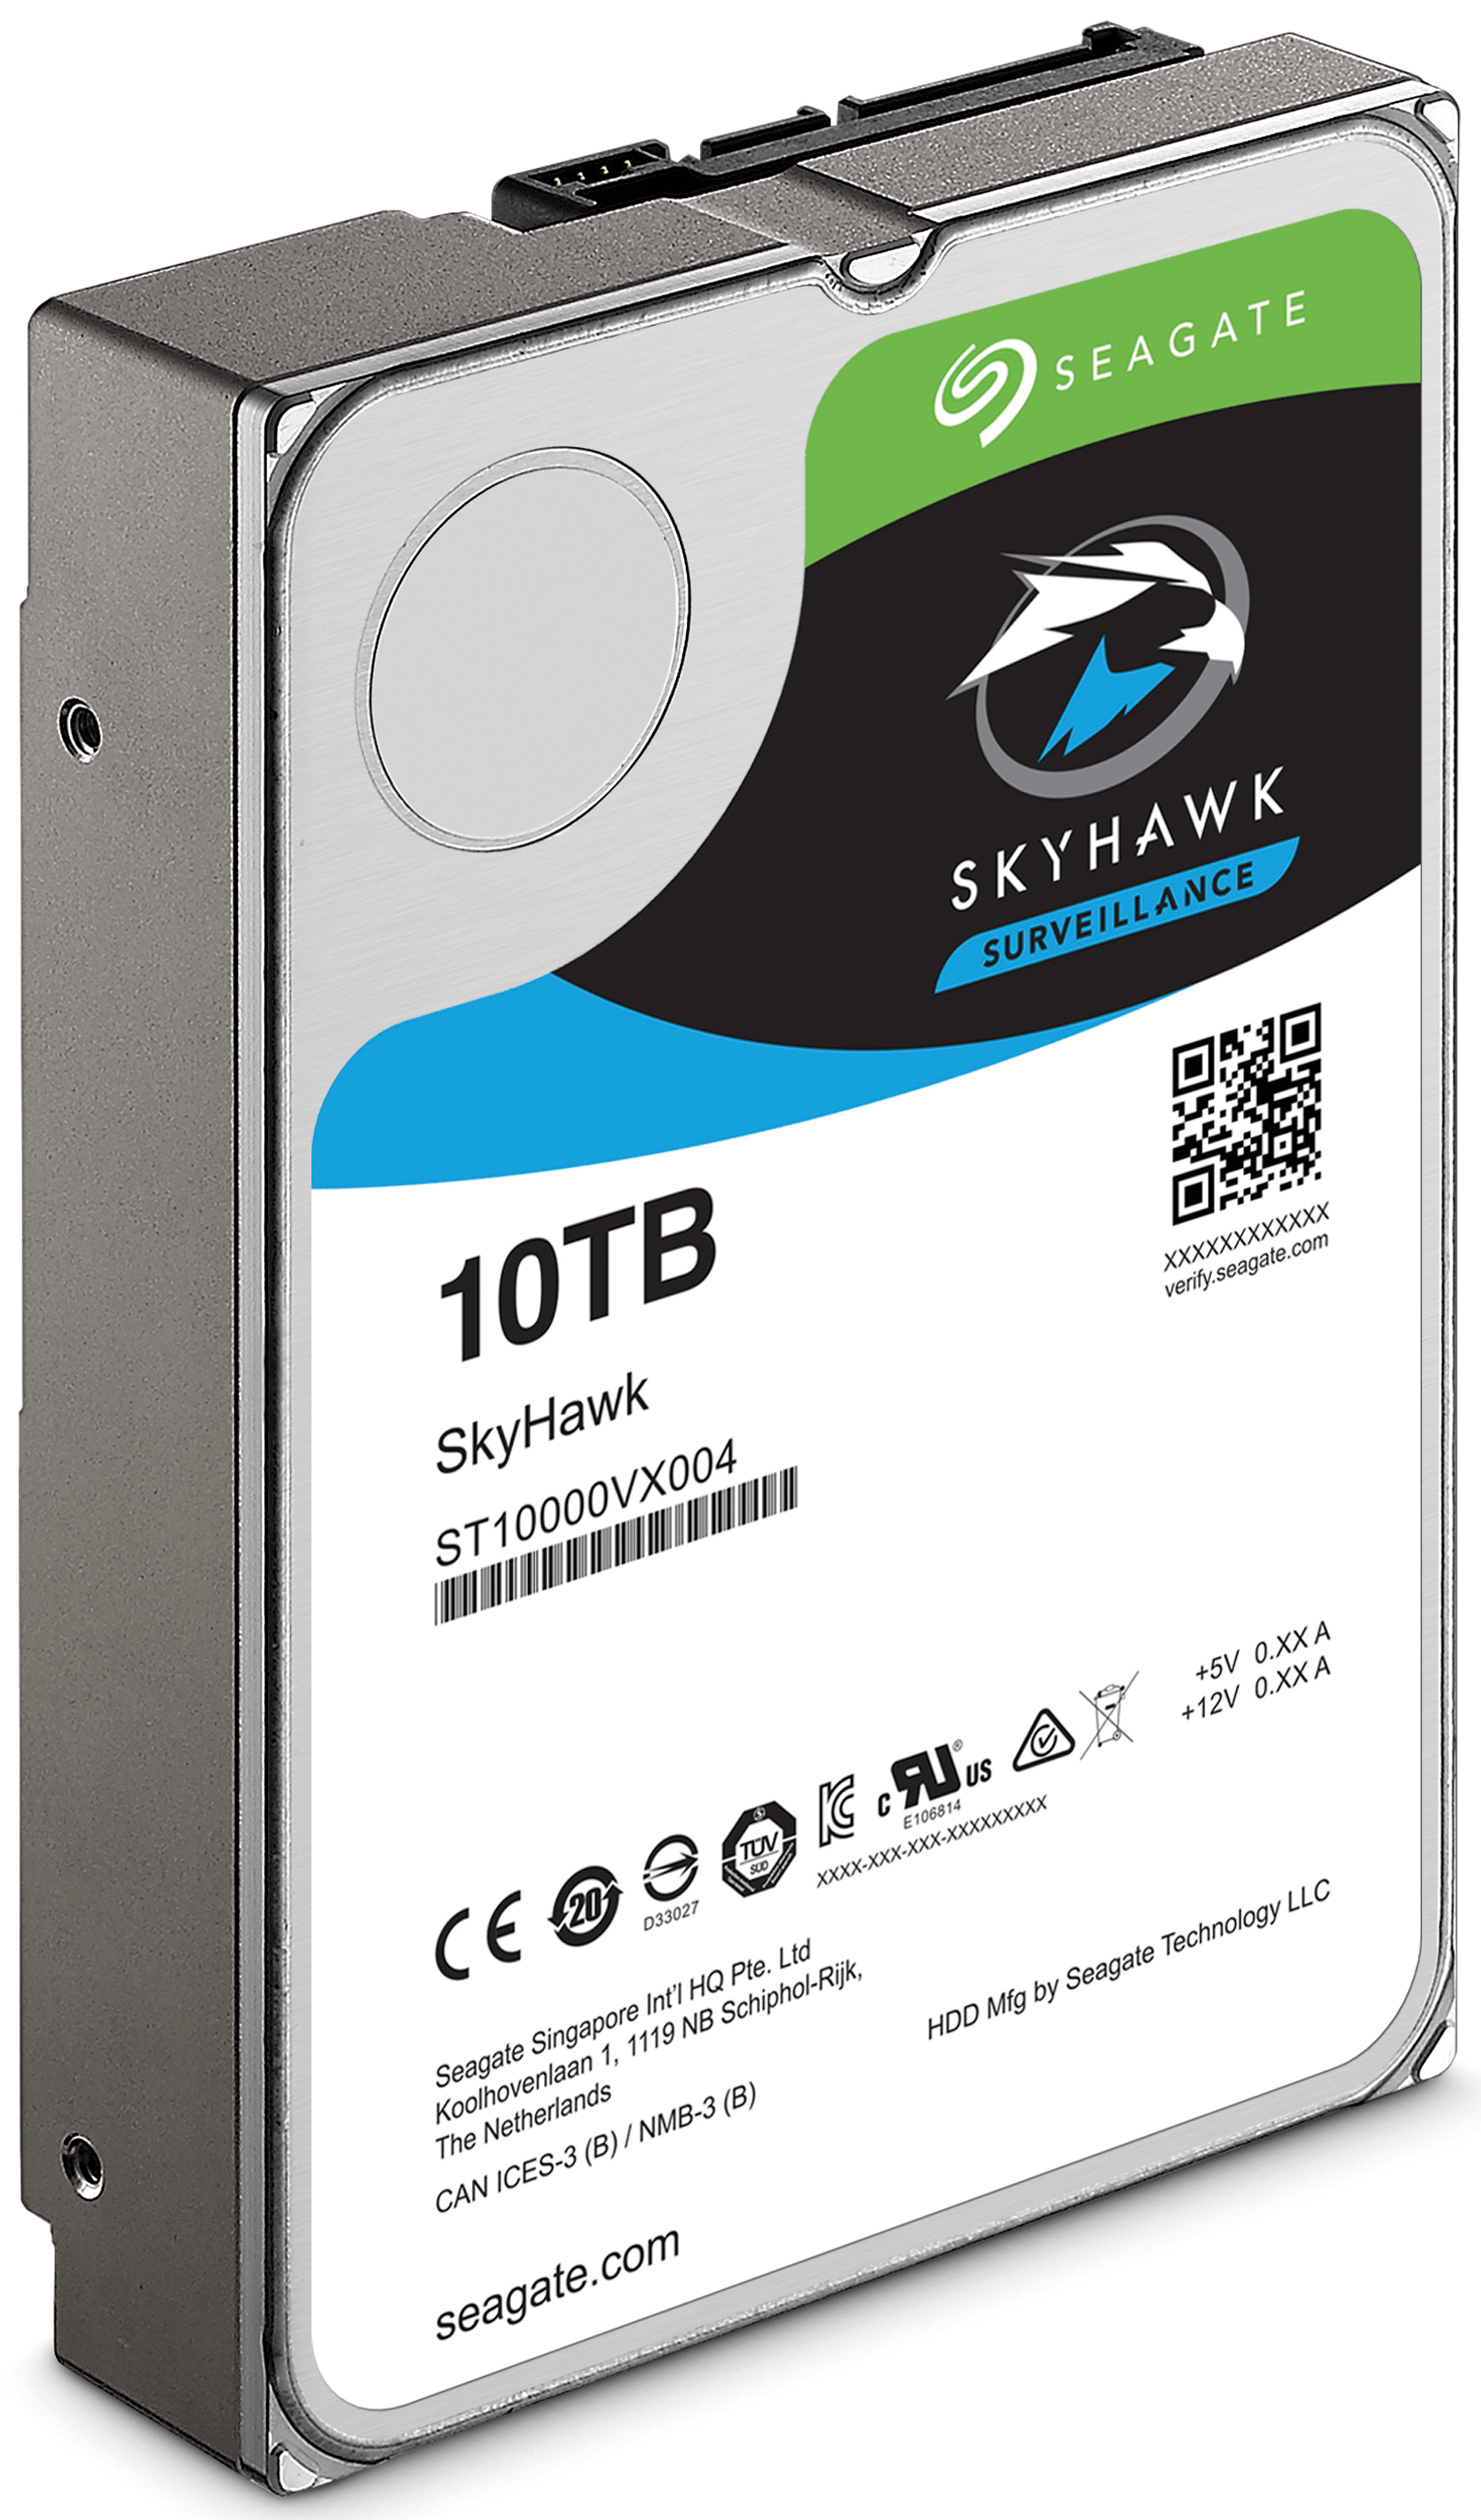 SEAGATE
SKYHAWK
SURVEILLANCE
XXXXXXXXXXXX
verify.seagate.com
10TB
SkyHawk
ST10000VX004
+5V 0.XX A
+12V 0.XX A
CE
20
D33027
TÜV
SÜD
c RU ® US
E106814
XXXX-XXX-XXX-XXXXXXXXX
Seagate Singapore Int'l HQ Pte. Ltd
Koolhovenlaan 1, 1119 NB Schiphol-Rijk,
The Netherlands
HDD Mfg by Seagate Technology LLC
CAN ICES-3 (B) / NMB-3 (B)
seagate.com